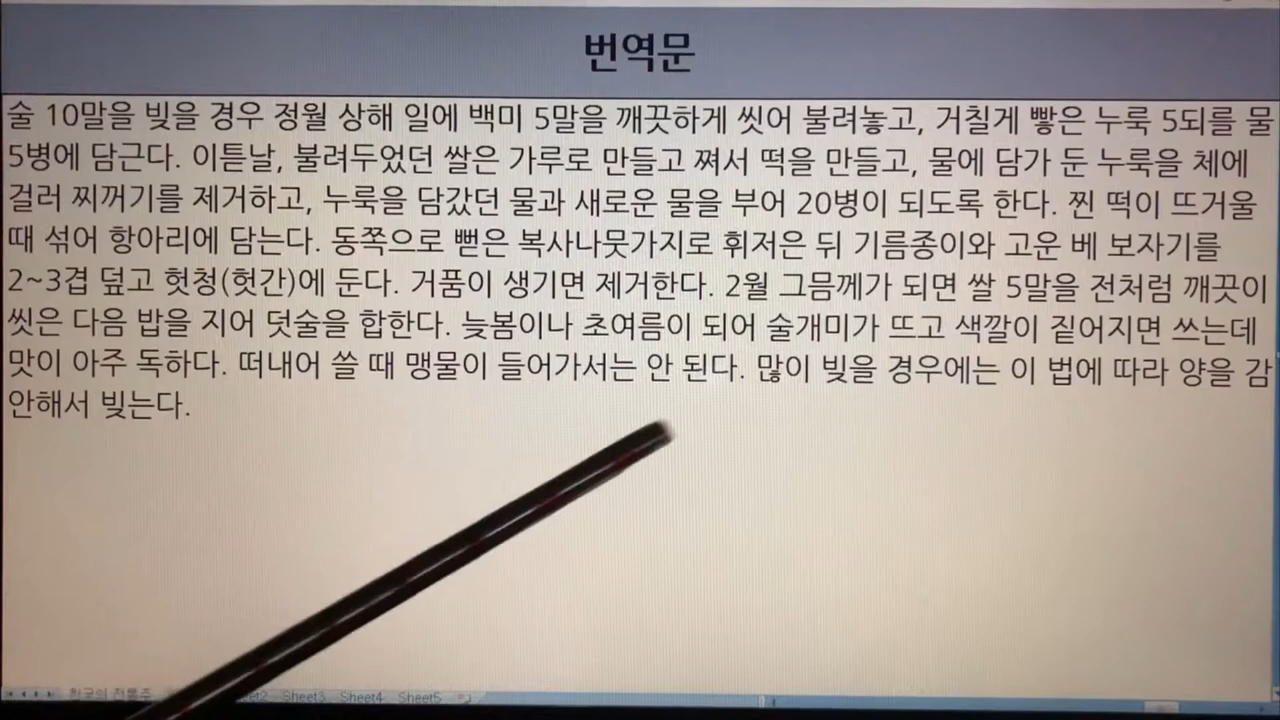 번역문
술 10말을 빚을 경우 정월 상해 일에 백미 5말을 깨끗하게 씻어 불려놓고, 거칠게 빻은 누룩 5되를 물
5병에 담근다. 이튿날, 불려두었던 쌀은 가루로 만들고 쪄서 떡을 만들고, 물에 담가 둔 누룩을 체에
걸러 찌꺼기를 제거하고, 누룩을 담갔던 물과 새로운 물을 부어 20병이 되도록 한다. 찐 떡이 뜨거울
때 섞어 항아리에 담는다. 동쪽으로 뻗은 복사나뭇가지로 휘저은 뒤 기름종이와 고운 베 보자기를
2~3겹 덮고 헛청(헛간)에 둔다. 거품이 생기면 제거한다. 2월 그믐께가 되면 쌀 5말을 전처럼 깨끗이
씻은 다음 밥을 지어 덧술을 합한다. 늦봄이나 초여름이 되어 술개미가 뜨고 색깔이 짙어지면 쓰는데
맛이 아주 독하다. 떠내어 쓸 때 맹물이 들어가서는 안 된다. 많이 빚을 경우에는 이 법에 따라 양을 감
안해서 빚는다.
한국의 전통주 Sheet3 Sheet4 Sheet5